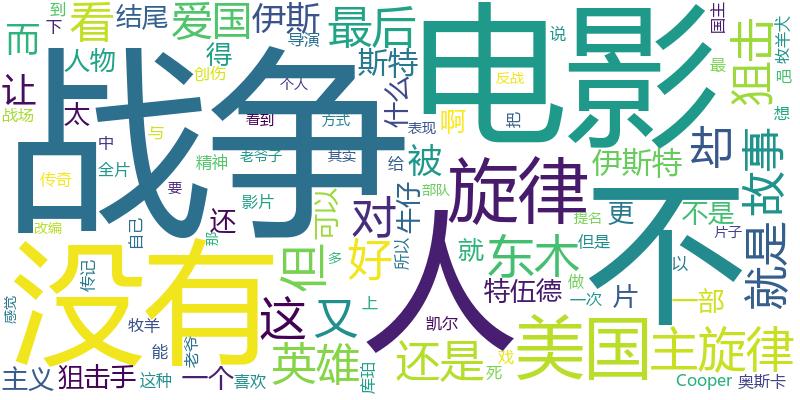 战争
电影
没有
人
不
旋律
美国
主旋律
就是
故事
狙击
最后
东木
英雄
还是
这
但
又
好
对
却
让
看
而
爱国
伊斯
结尾
到
下
人物
得
斯特
导演
创伤
太
战场
中
与
个人
看到
什么
方式
啊
表现
说
反战
把
被
伊斯特
更
不是
最
国主
牧羊犬
吧
想
全片
精神
老爷子
其实
给
部队
传奇
要
影片
还
可以
牛仔
所以
就
但是
提名
片子
改编
自己
那
多
上
特伍德
片
做
一次
以
一部
感觉
传记
牧羊
能
老爷
凯尔
戏
死
主义
狙击手
这种
一个
喜欢
库珀
Cooper
奥斯卡